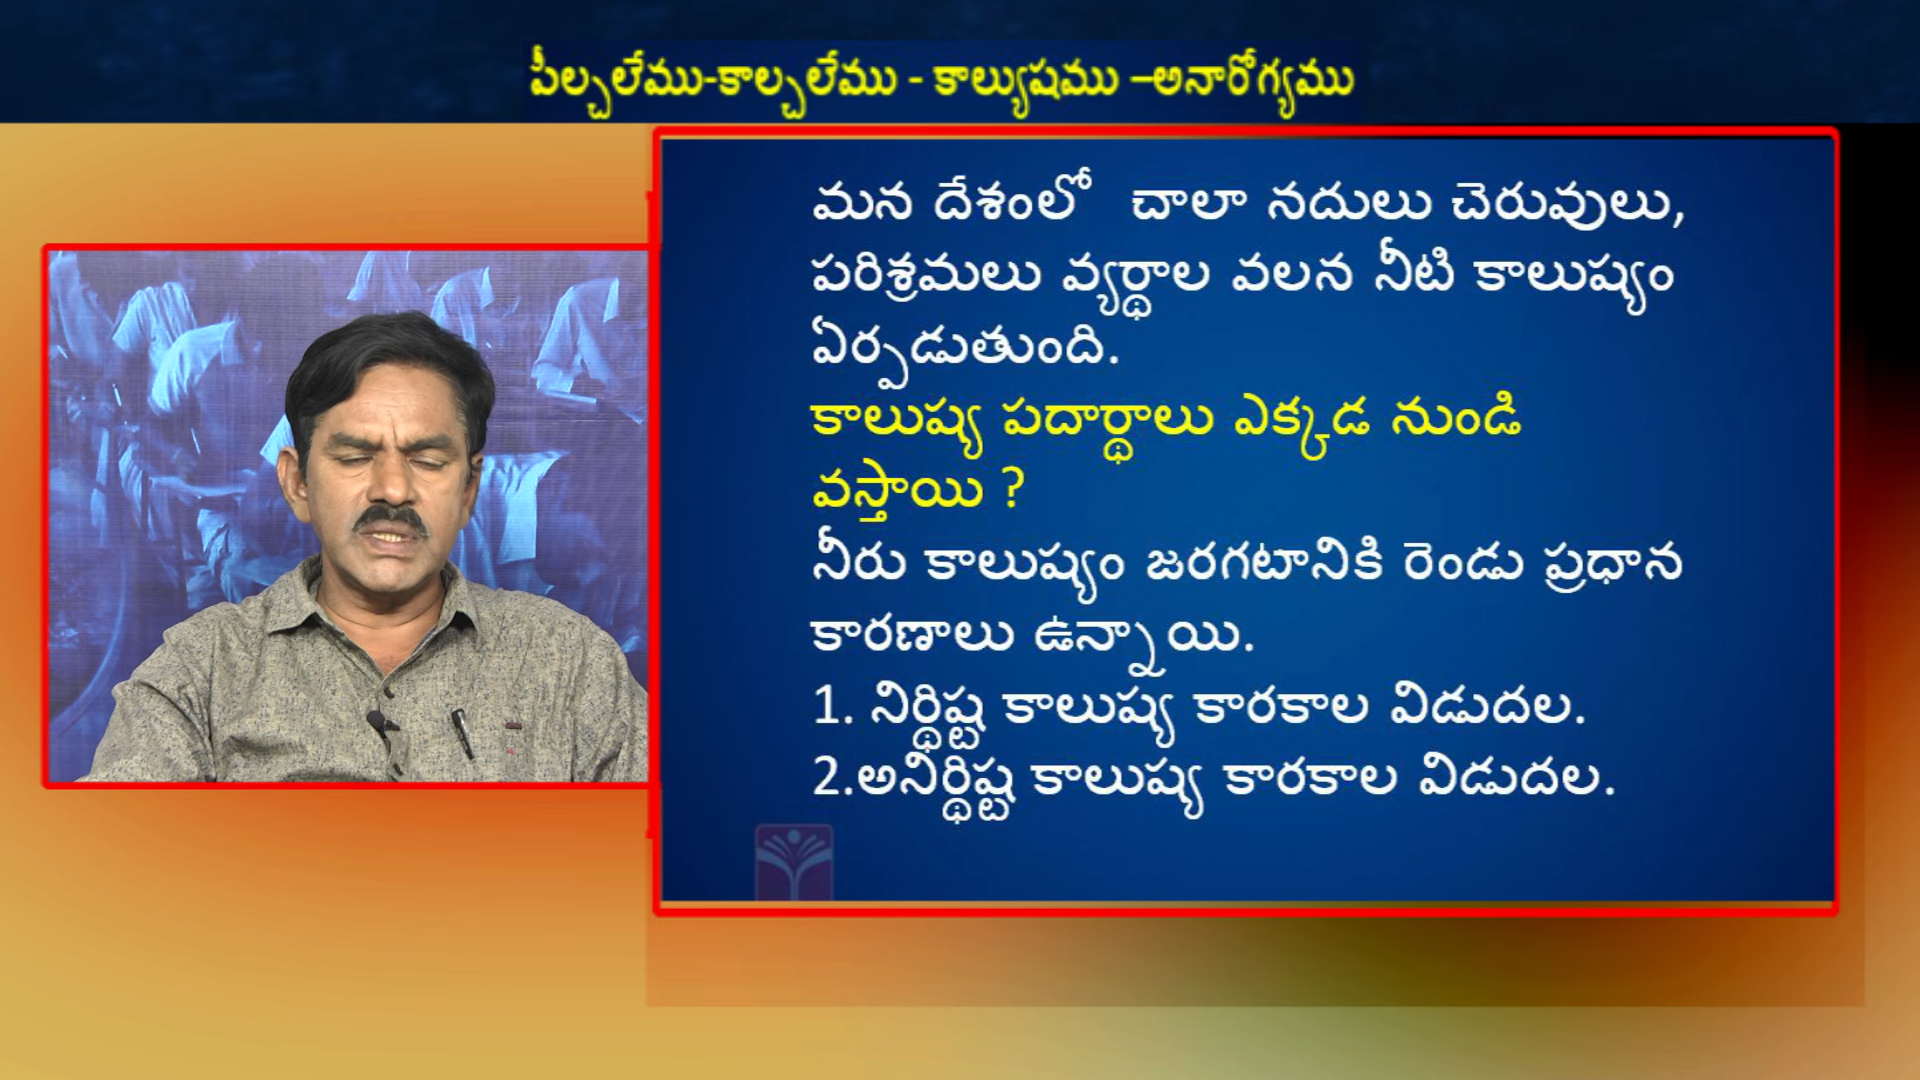 పీల్చలేము-కాల్చలేము - కాల్యుషము –అనారోగ్యము
మన దేశంలో చాలా నదులు చెరువులు,
పరిశ్రమలు వ్యర్థాల వలన నీటి కాలుష్యం
ఏర్పడుతుంది.
కాలుష్య పదార్థాలు ఎక్కడ నుండి
వస్తాయి ?
నీరు కాలుష్యం జరగటానికి రెండు ప్రధాన
కారణాలు ఉన్నాయి.
1. నిర్థిష్ట కాలుష్య కారకాల విడుదల.
2.అనిర్థిష్ట కాలుష్య కారకాల విడుదల.